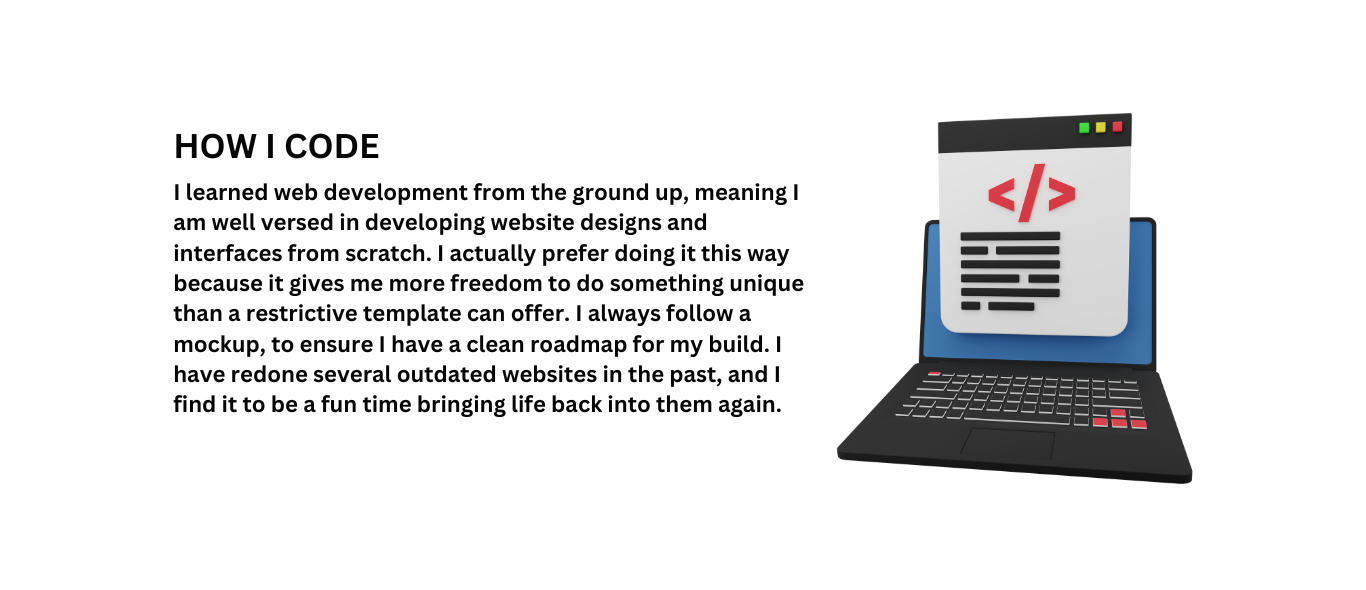 HOW I CODE
I learned web development from the ground up, meaning I
am well versed in developing website designs and
interfaces from scratch. I actually prefer doing it this way
because it gives me more freedom to do something unique
than a restrictive template can offer. I always follow a
mockup, to ensure I have a clean roadmap for my build. I
have redone several outdated websites in the past, and I
find it to be a fun time bringing life back into them again.
</>